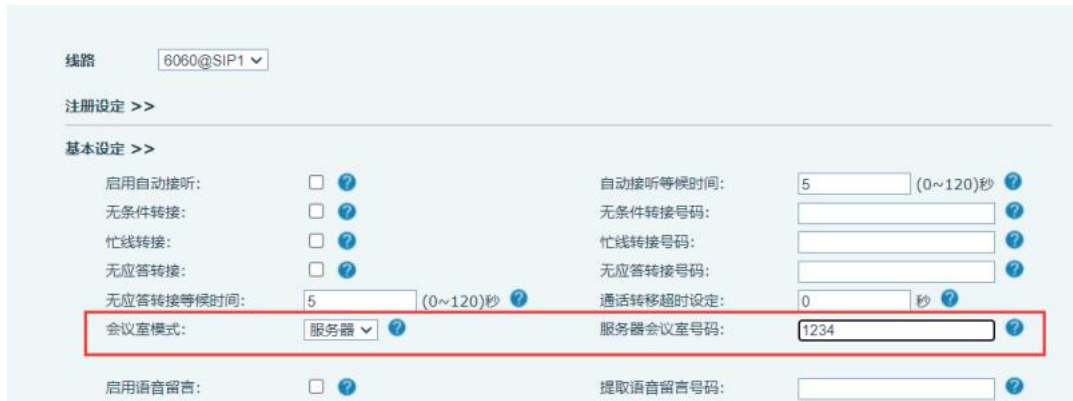 线路 6060@SIP1
注册设定 >>
基本设定 >>
启用自动接听: ? 自动接听等候时间: 5 (0~120)秒 ?
无条件转接: ? 无条件转接号码: ?
忙线转接: ? 忙线转接号码: ?
无应答转接: ? 无应答转接号码: ?
无应答转接等候时间: 5 (0~120)秒 ? 通话转移超时设定: 0 秒 ?
会议室模式: 服务器 ? 服务器会议室号码: 1234 ?
启用语音留言: ? 提取语音留言号码: ?